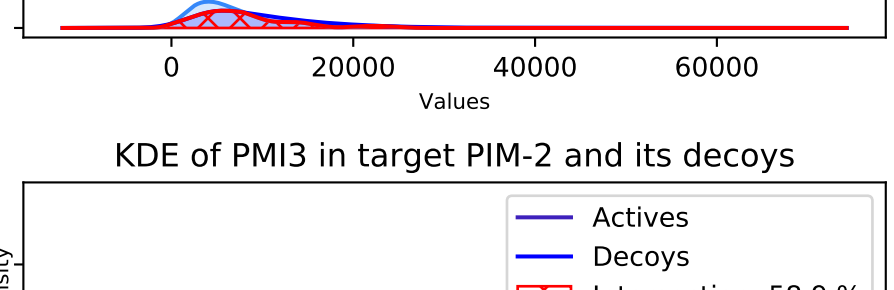 0 20000 40000 60000
Values
KDE of PMI3 in target PIM-2 and its decoys
Actives
Decoys